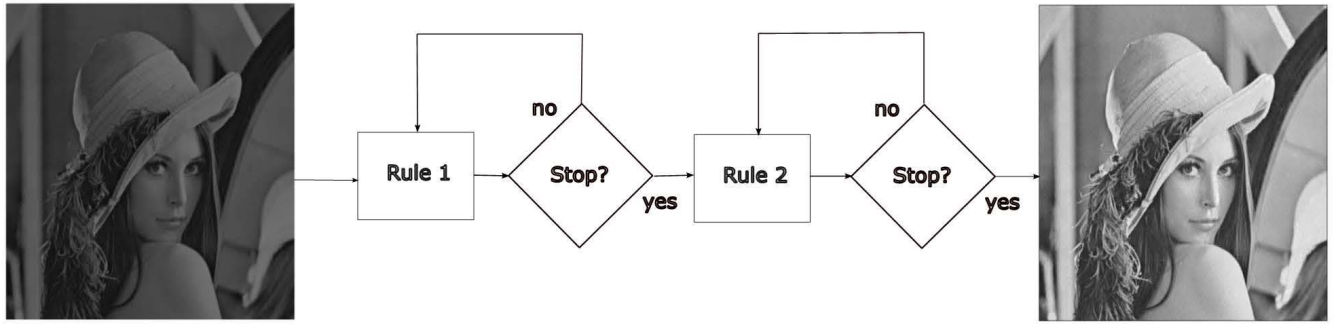 no
no
Rule 1
Stop?
Rule 2
Stop?
yes
yes